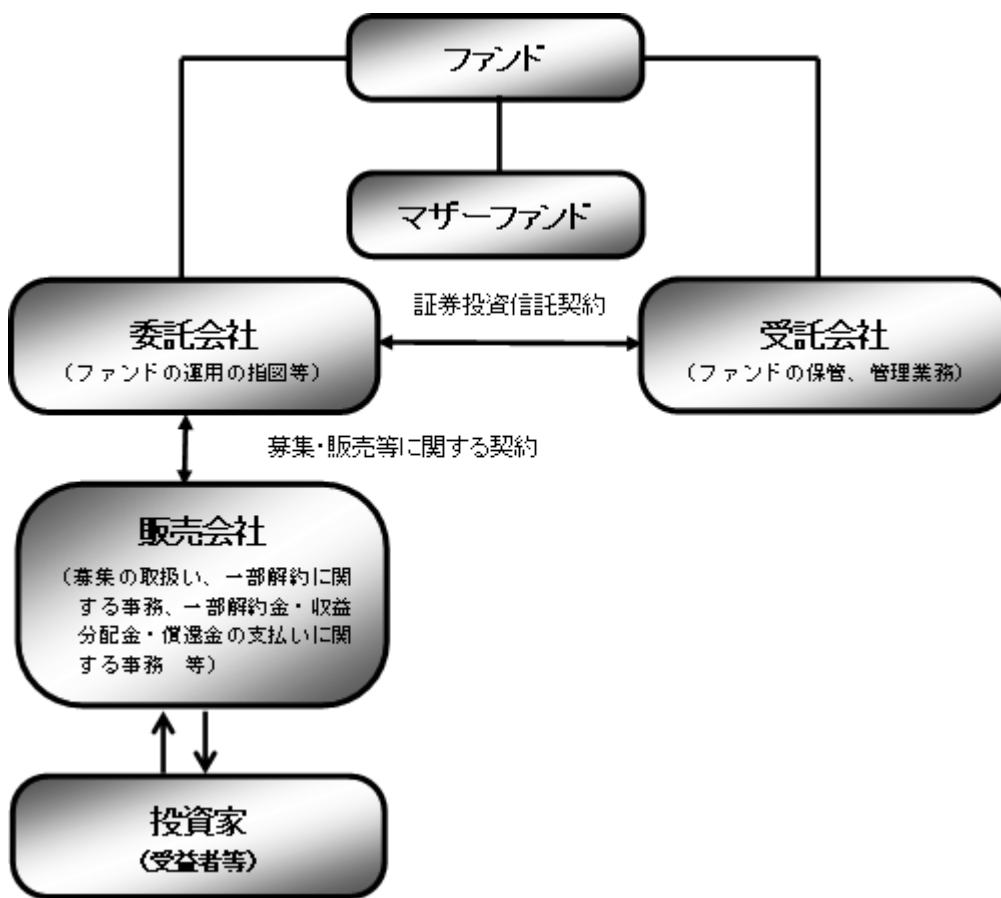 ファンド
マザーファンド
証券投資信託契約
委託会社
（ファンドの運用の指図等）
受託会社
（ファンドの保管、管理業務）
募集・販売等に関する契約
販売会社
（募集の取扱い、一部解約に関
する事務、一部解約金・収益
分配金・償還金の支払いに関
する事務　等）
投資家
（受益者等）